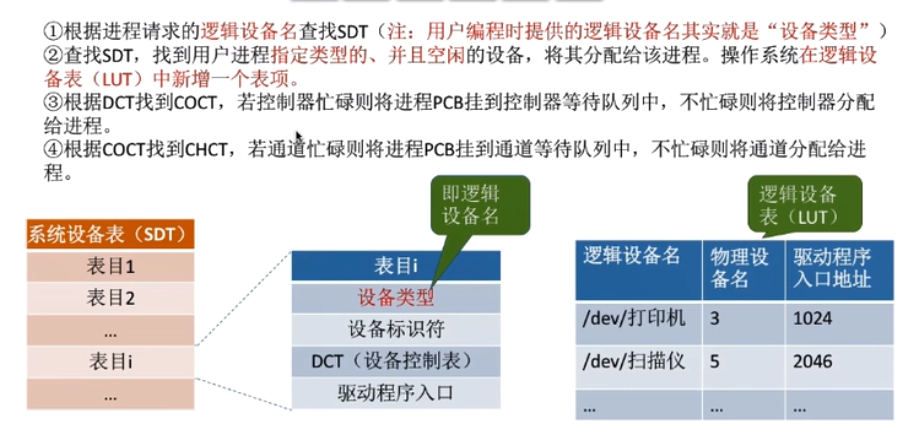 ①根据进程请求的逻辑设备名查找SDT（注：用户编程时提供的逻辑设备名其实就是“设备类型”）
②查找SDT，找到用户进程指定类型的、并且空闲的设备，将其分配给该进程。操作系统在逻辑设
备表（LUT）中新增一个表项。
③根据DCT找到COCT，若控制器忙碌则将进程PCB挂到控制器等待队列中，不忙碌则将控制器分配
给进程。
④根据COCT找到CHCT，若通道忙碌则将进程PCB挂到通道等待队列中，不忙碌则将通道分配给进
程。
即逻辑
设备名
逻辑设备
表（LUT）
系统设备表（SDT）
表目1
表目2
...
表目i
...
表目i
设备类型
设备标识符
DCT（设备控制表）
驱动程序入口
逻辑设备名 物理设 驱动程序
备名 入口地址
/dev/打印机 3 1024
/dev/扫描仪 5 2046
... ... ...